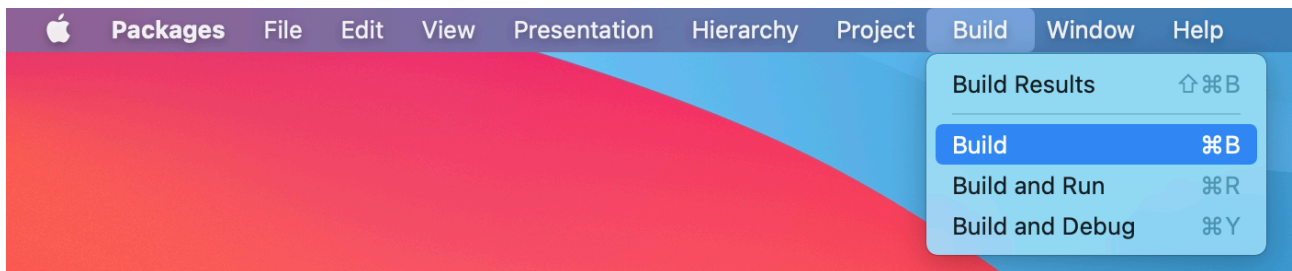 Packages File Edit View Presentation Hierarchy Project Build Window Help
Build Results ⇧⌘B
Build ⌘B
Build and Run ⌘R
Build and Debug ⌘Y